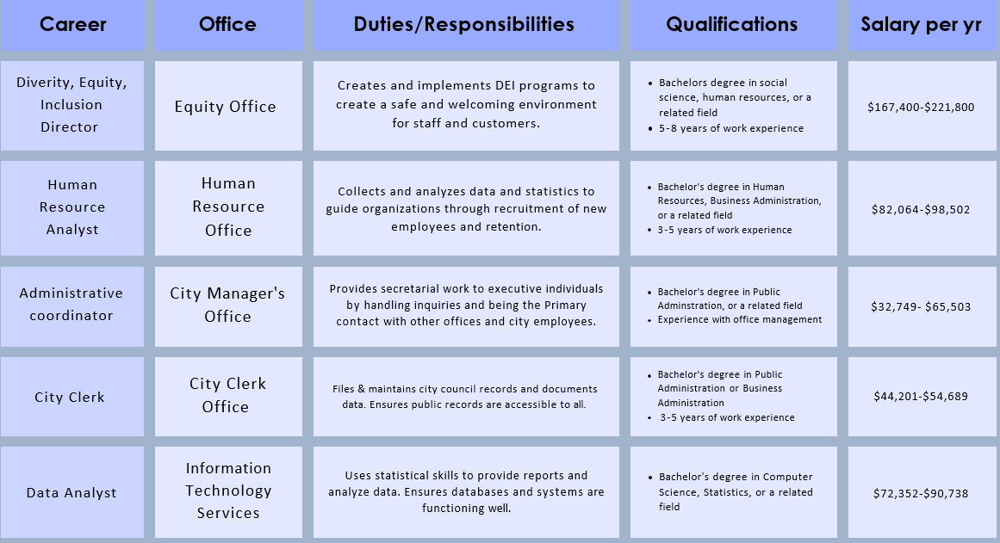 Career
Office
Duties/Responsibilities
Qualifications
Salary per yr
Diverity, Equity,
Inclusion
Director
Equity Office
Creates and implements DEI programs to
create a safe and welcoming environment
for staff and customers.
• Bachelors degree in social
science, human resources, or a
related field
• 5-8 years of work experience
$167,400-$221,800
Human
Resource
Analyst
Human
Resource
Office
Collects and analyzes data and statistics to
guide organizations through recruitment of new
employees and retention.
• Bachelor's degree in Human
Resources, Business Administration,
or a related field
• 3-5 years of work experience
$82,064-$98,502
Administrative
coordinator
City Manager's
Office
Provides secretarial work to executive individuals
by handling inquiries and being the Primary
contact with other offices and city employees.
• Bachelor's degree in Public
Adminstration, or a related field
• Experience with office management
$32,749- $65,503
City Clerk
City Clerk
Office
Files & maintains city council records and documents
data. Ensures public records are accessible to all.
• Bachelor's degree in Public
Administration or Business
Administration
• 3-5 years of work experience
$44,201-$54,689
Data Analyst
Information
Technology
Services
Uses statistical skills to provide reports and
analyze data. Ensures databases and systems are
functioning well.
• Bachelor's degree in Computer
Science, Statistics, or a related
field
$72,352-$90,738